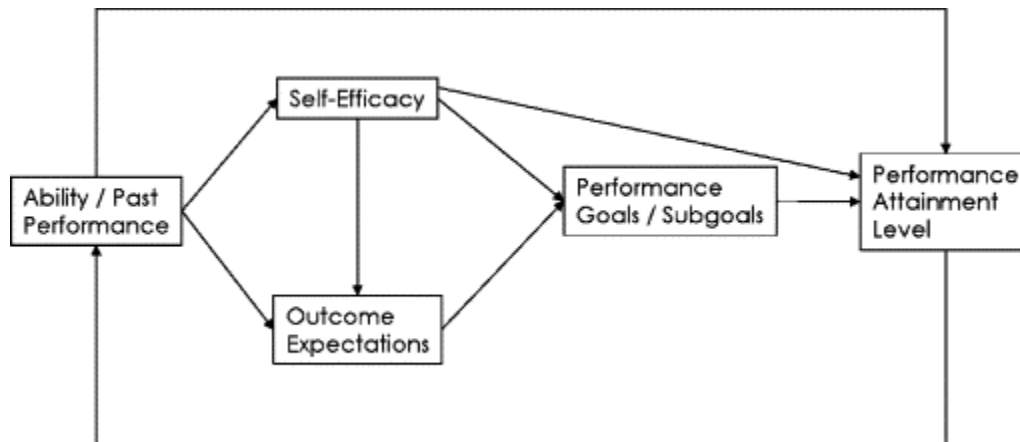 Self-Efficacy
Ability / Past
Performance
Performance
Goals / Subgoals
Performance
Attainment
Level
Outcome
Expectations